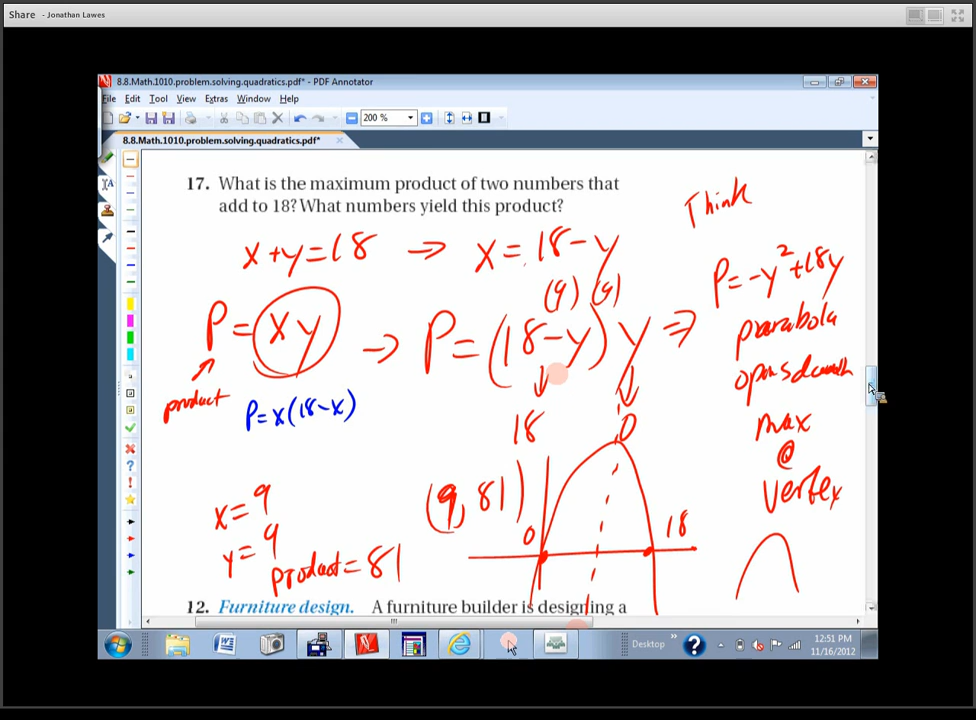 Share - Jonathan Lawes
8.8.Math.1010.problem.solving.quadratics.pdf* - PDF Annotator
File Edit Tool View Extras Window Help
200 %
8.8.Math.1010.problem.solving.quadratics.pdf*
17. What is the maximum product of two numbers that
add to 18? What numbers yield this product?
Think
x+y=18 ⇒ x=18-y
(9)(9)
P=-y²+18y
P=xy → P=(18-y)y ⇒
parabola
opens
product
P=x(18-x)
18 0
max
@
vertex
x=9
y=9
product=81
(9,81)
0 18
12. Furniture design. A furniture builder is designing a
Desktop
12:51 PM
11/16/2012